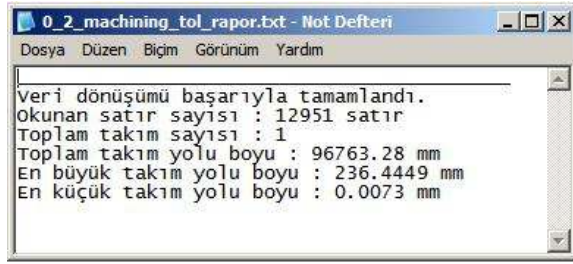 0_2_machining_tol_rapor.txt - Not Defteri
Dosya Düzen Biçim Görünüm Yardım
Veri dönüşümü başarıyla tamamlandı.
Okunan satır sayısı : 12951 satır
Toplam takım sayısı : 1
Toplam takım yolu boyu : 96763.28 mm
En büyük takım yolu boyu : 236.4449 mm
En küçük takım yolu boyu : 0.0073 mm